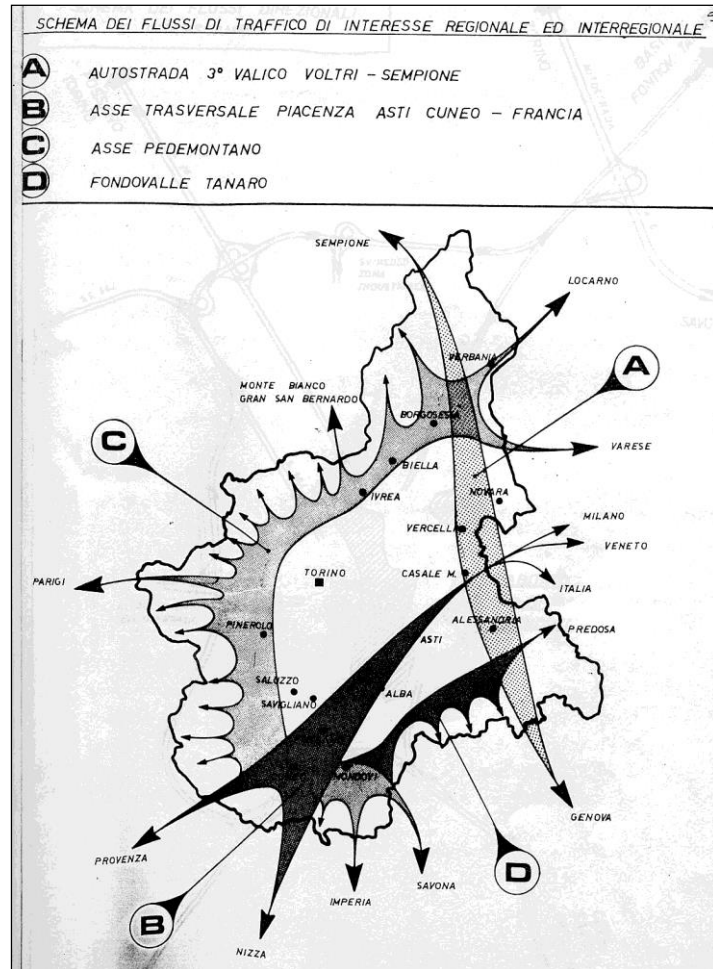 SCHEMA DEI FLUSSI DI TRAFFICO DI INTERESSE REGIONALE ED INTERREGIONALE
A AUTOSTRADA 3º VALICO VOLTRI - SEMPIONE
B ASSE TRASVERSALE PIACENZA ASTI CUNEO - FRANCIA
C ASSE PEDEMONTANO
D FONDOVALLE TANARO
SEMPIONE
LOCARNO
VERBANIA
A
MONTE BIANCO
GRAN SAN BERNARDO
BORGOSESIA
C
VARESE
BIELLA
IVREA
NOVARA
MILANO
VERCELLI
VENETO
PARIGI
TORINO
CASALE M.
ITALIA
PINEROLO
ASTI
ALESSANDRIA
PREDOSA
SALUZZO
SAVIGLIANO
ALBA
MONDOVI
GENOVA
PROVENZA
D
SAVONA
IMPERIA
B
NIZZA